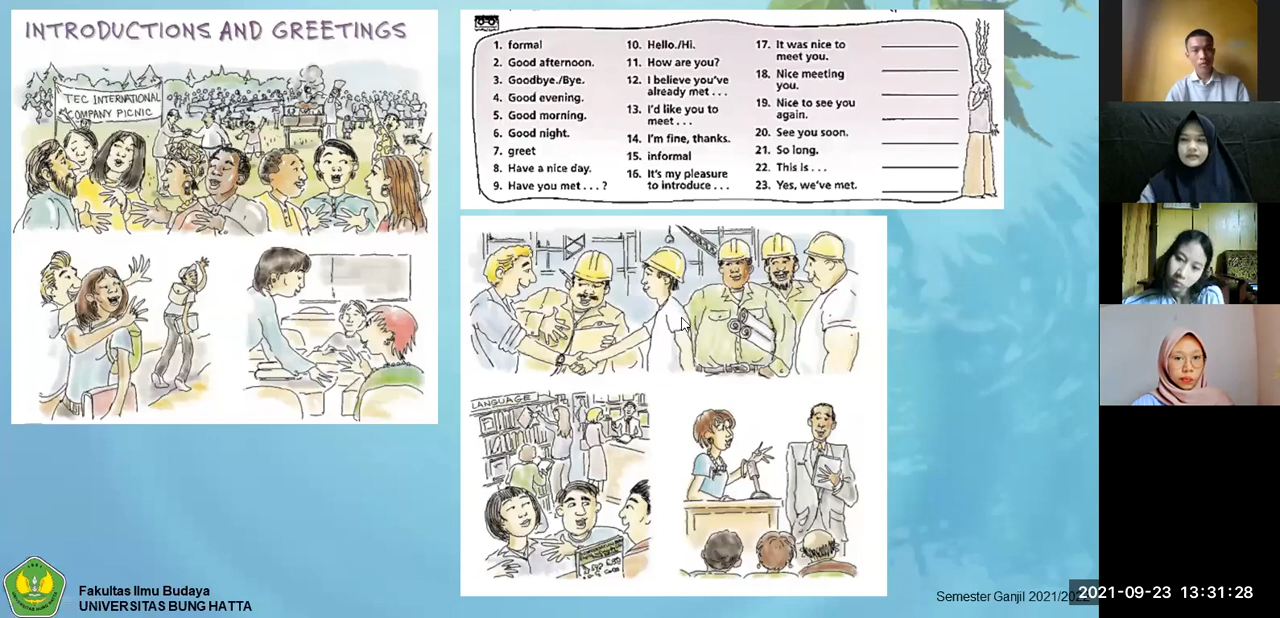 INTRODUCTIONS AND GREETINGS
TEC INTERNATIONAL
COMPANY PICNIC
1. formal
2. Good afternoon.
3. Goodbye./Bye.
4. Good evening.
5. Good morning.
6. Good night.
7. greet
8. Have a nice day.
9. Have you met . . . ?
10. Hello./Hi.
11. How are you?
12. I believe you've
already met . . .
13. I'd like you to
meet . . .
14. I'm fine, thanks.
15. informal
16. It's my pleasure
to introduce . . .
17. It was nice to
meet you.
18. Nice meeting
you.
19. Nice to see you
again.
20. See you soon.
21. So long.
22. This is . . .
23. Yes, we've met.
LANGUAGE
Fakultas Ilmu Budaya
UNIVERSITAS BUNG HATTA
Semester Ganjil 2021/
2021-09-23 13:31:28